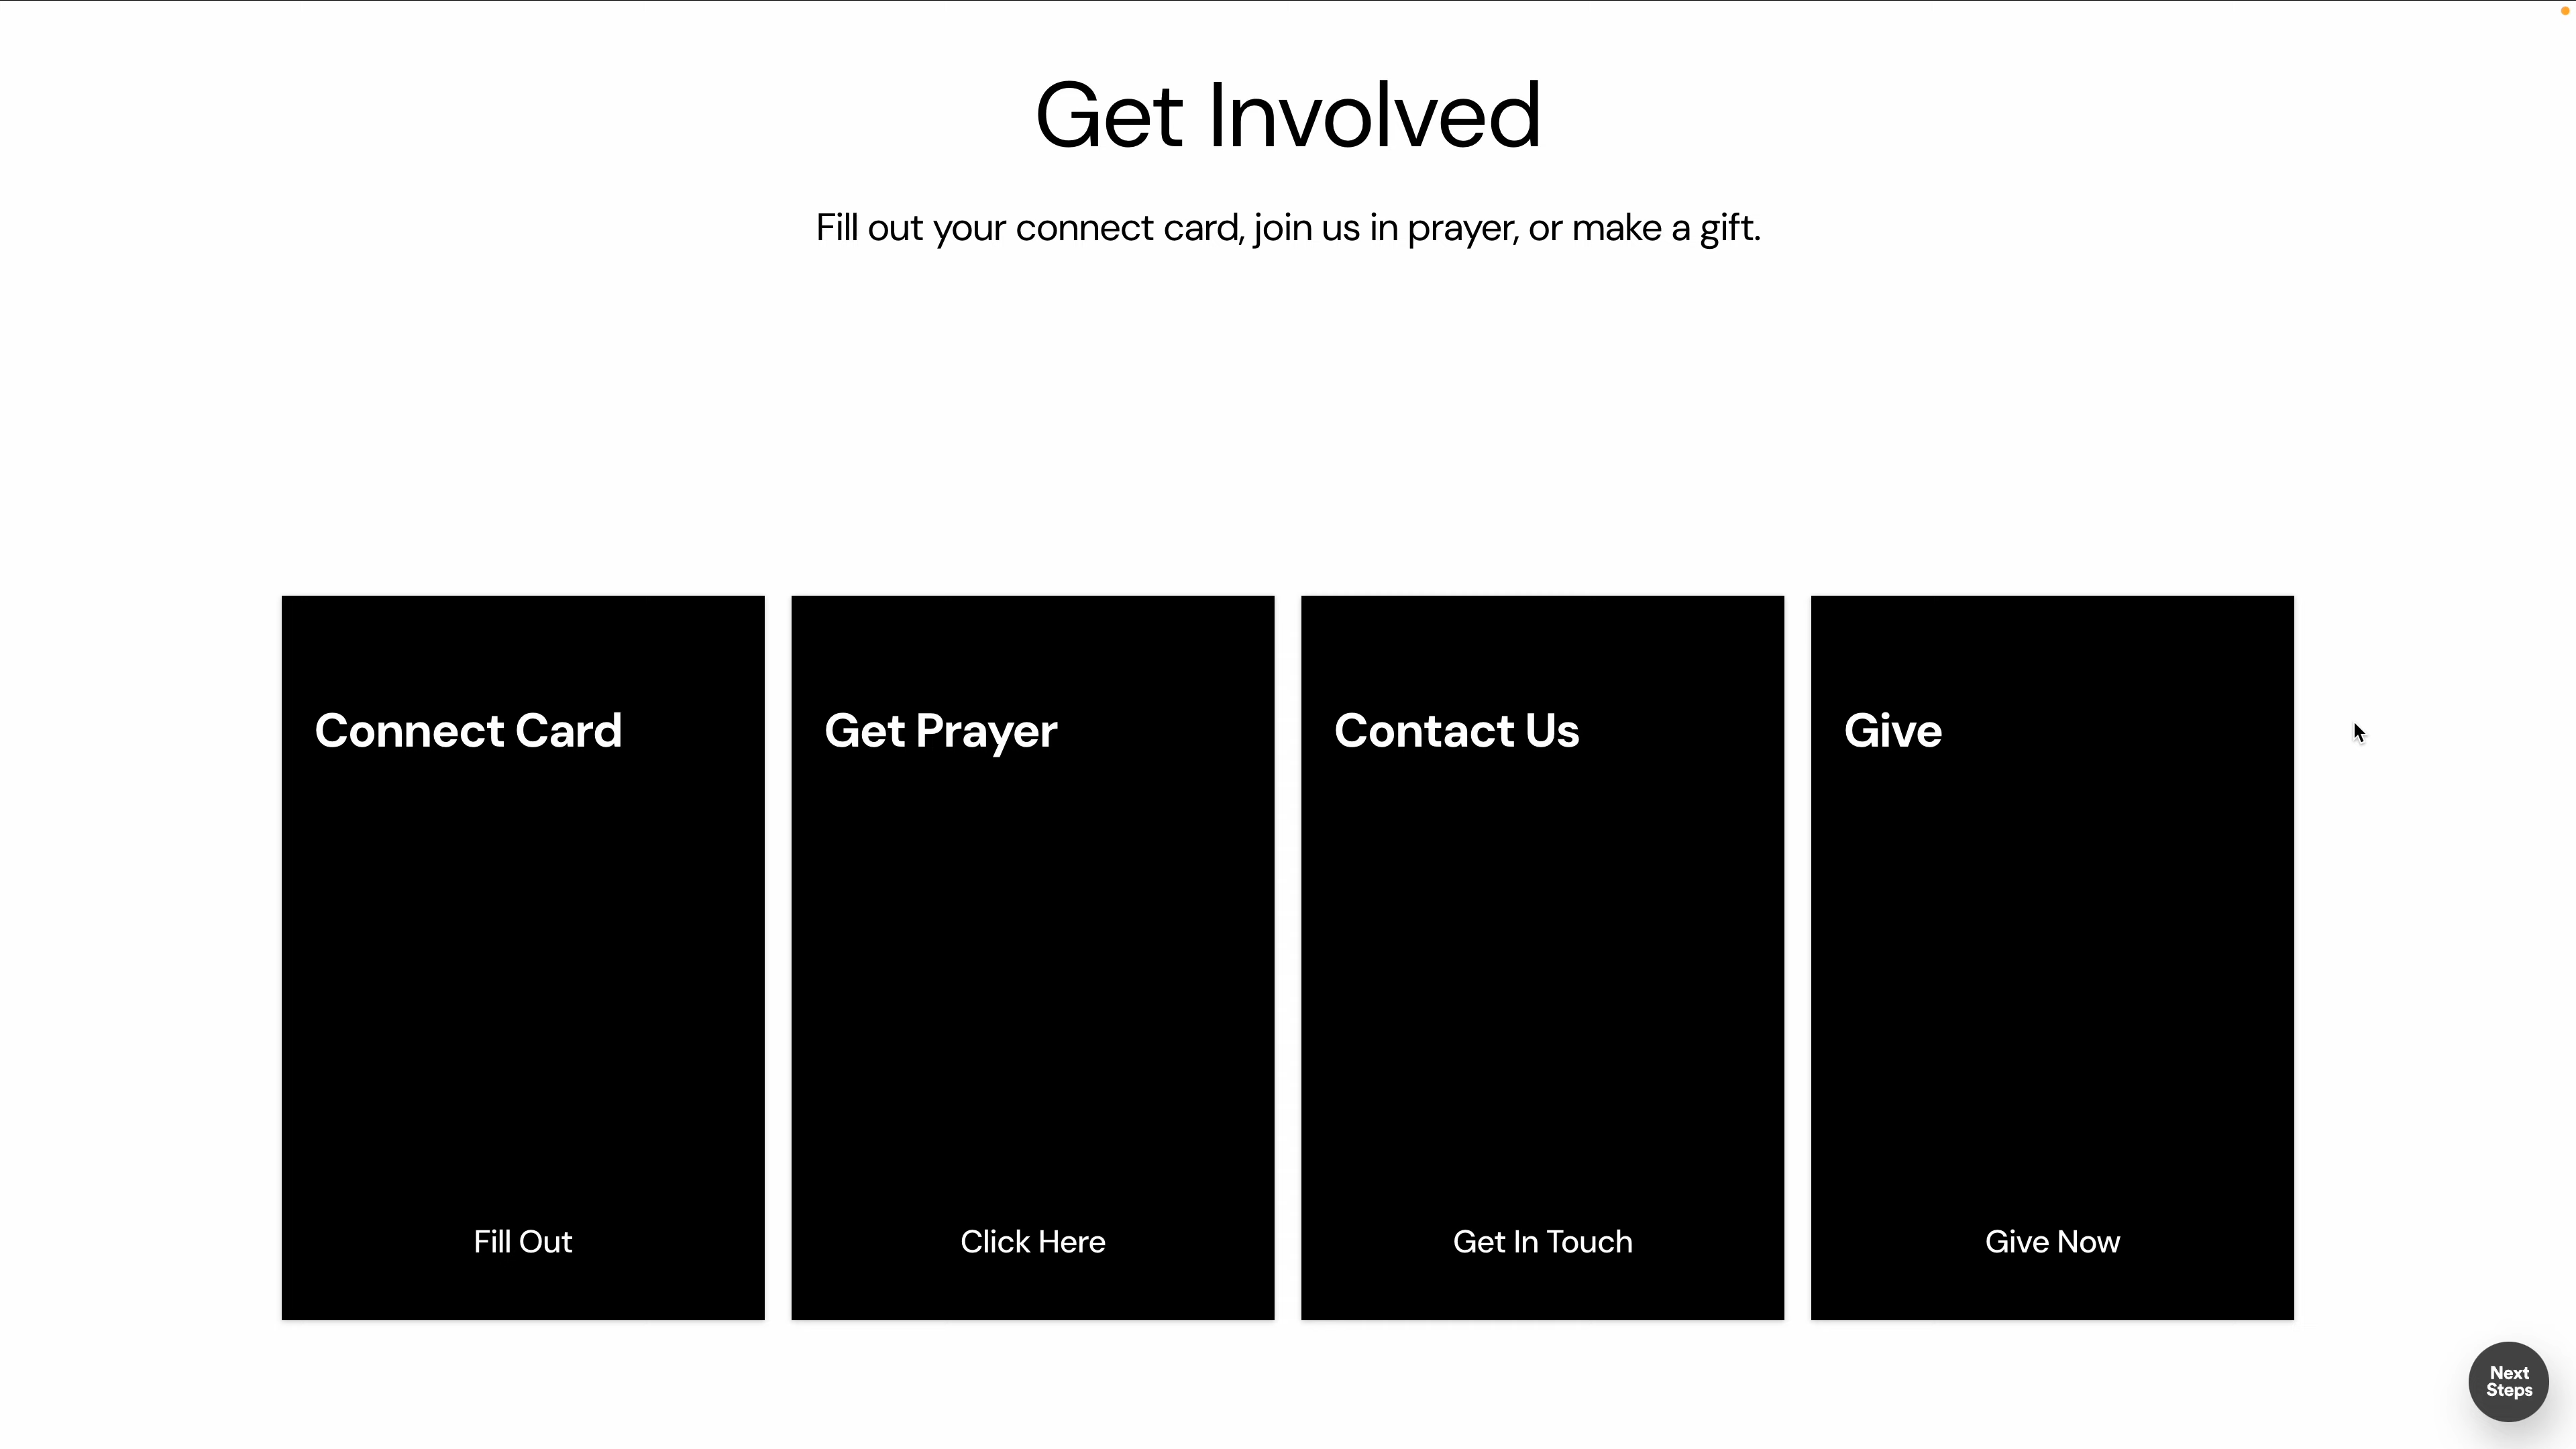 Get Involved
Fill out your connect card, join us in prayer, or make a gift.
Connect Card
Get Prayer
Contact Us
Give
Fill Out
Click Here
Get In Touch
Give Now
Next
Steps